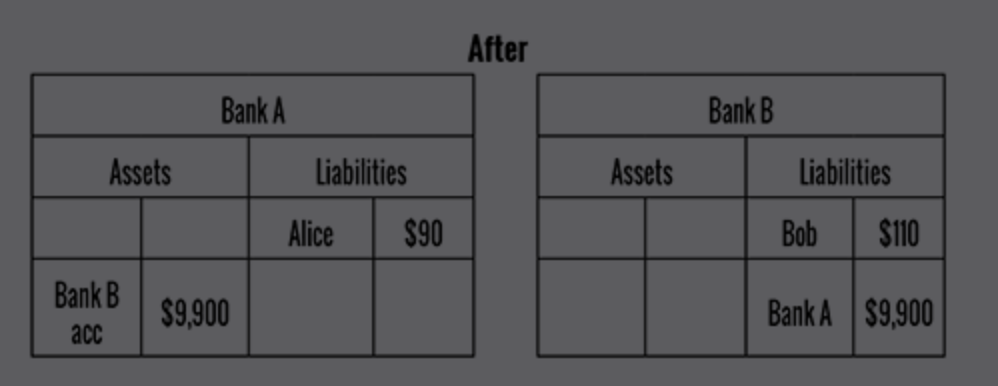 After
Bank A
Assets Liabilities
Alice $90
Bank B
acc $9,900
Bank B
Assets Liabilities
Bob $110
Bank A $9,900